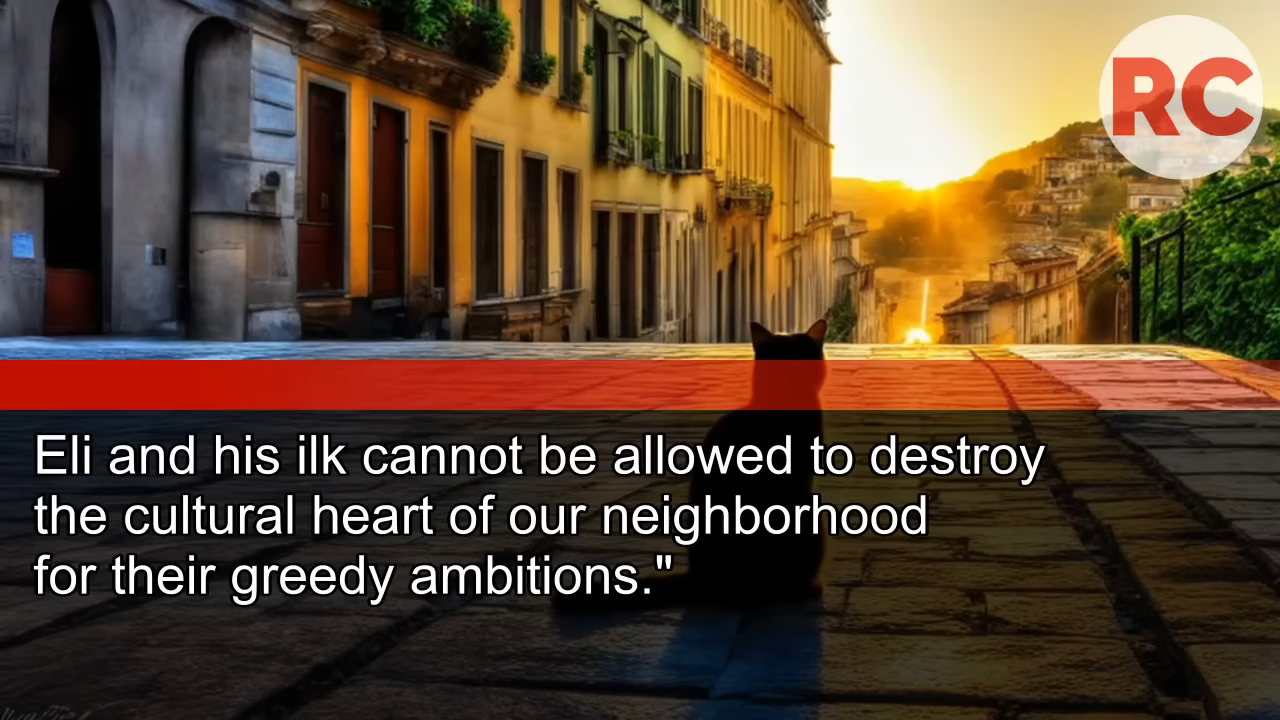 RC
Eli and his ilk cannot be allowed to destroy
the cultural heart of our neighborhood
for their greedy ambitions."